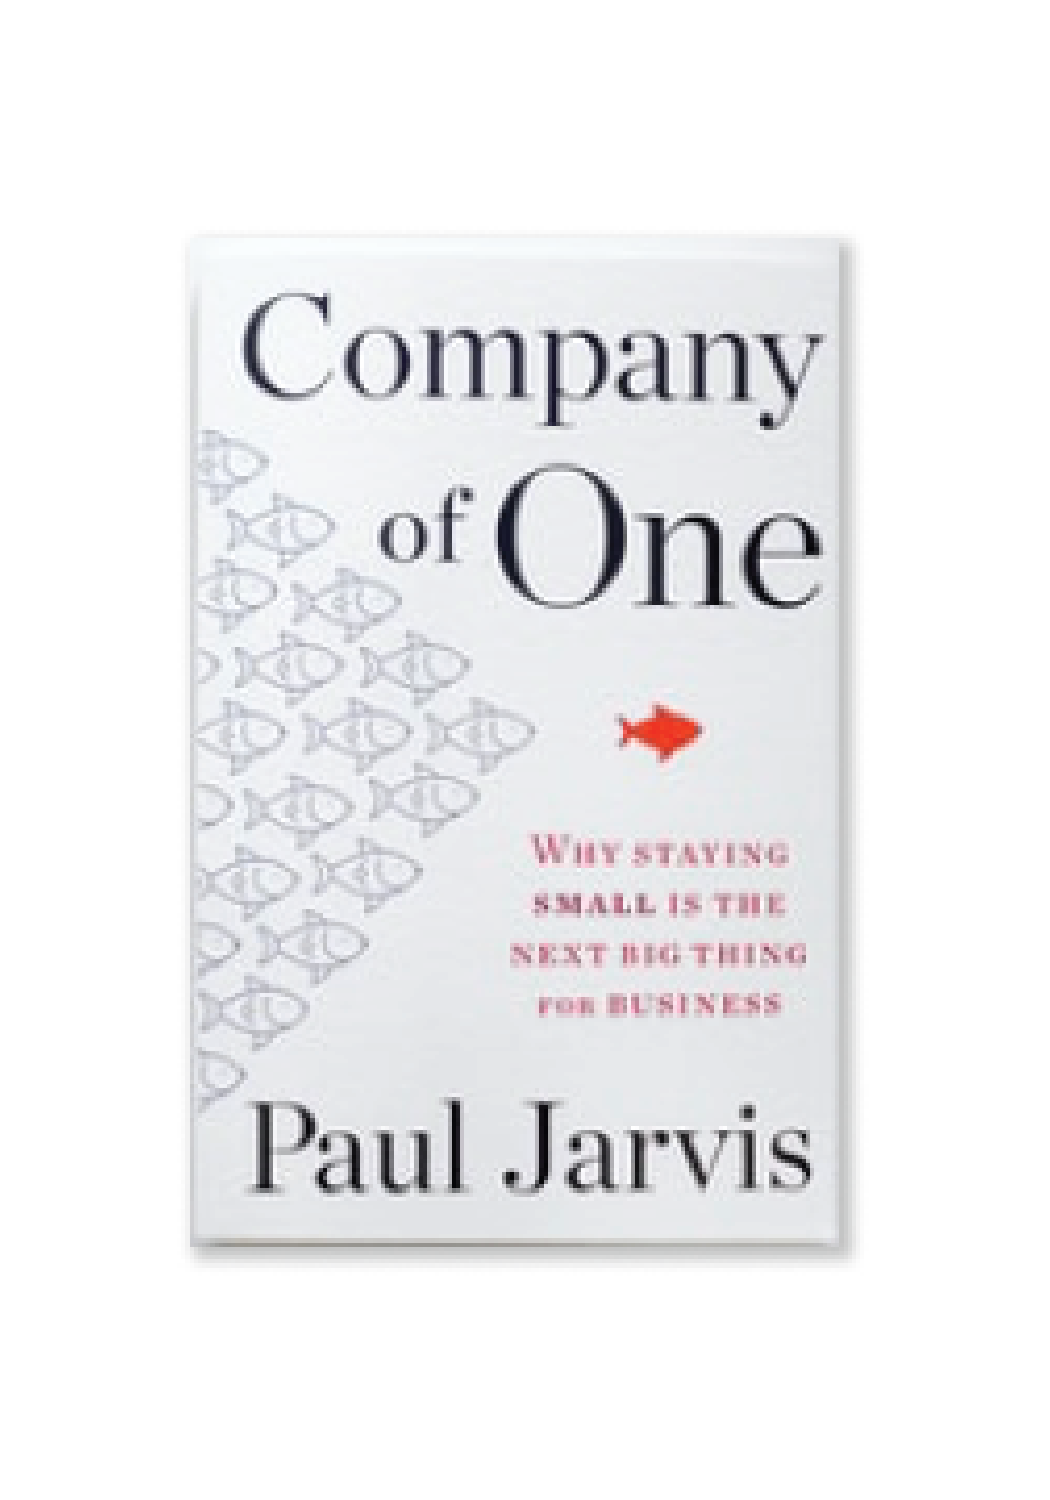 Company
of One
WHY STAYING
SMALL IS THE
NEXT BIG THING
FOR BUSINESS
Paul Jarvis